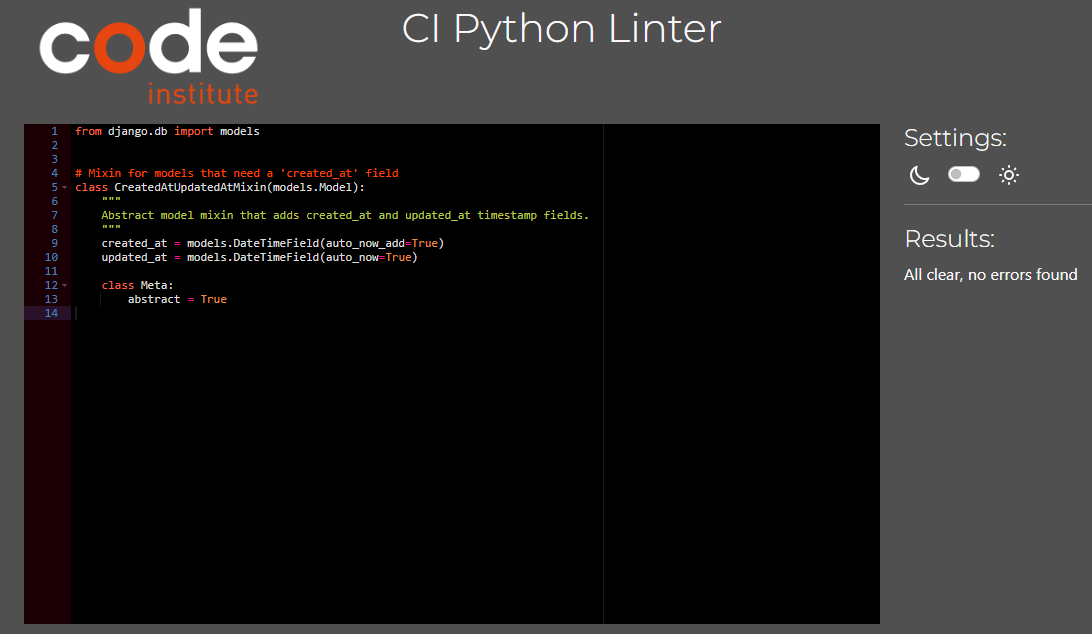 code
institute
CI Python Linter
1 from django.db import models
2
3
4 # Mixin for models that need a 'created_at' field
5 class CreatedAtUpdatedAtMixin(models.Model):
6     """
7     Abstract model mixin that adds created_at and updated_at timestamp fields.
8     """
9     created_at = models.DateTimeField(auto_now_add=True)
10     updated_at = models.DateTimeField(auto_now=True)
11
12     class Meta:
13         abstract = True
14
Settings:
Results:
All clear, no errors found